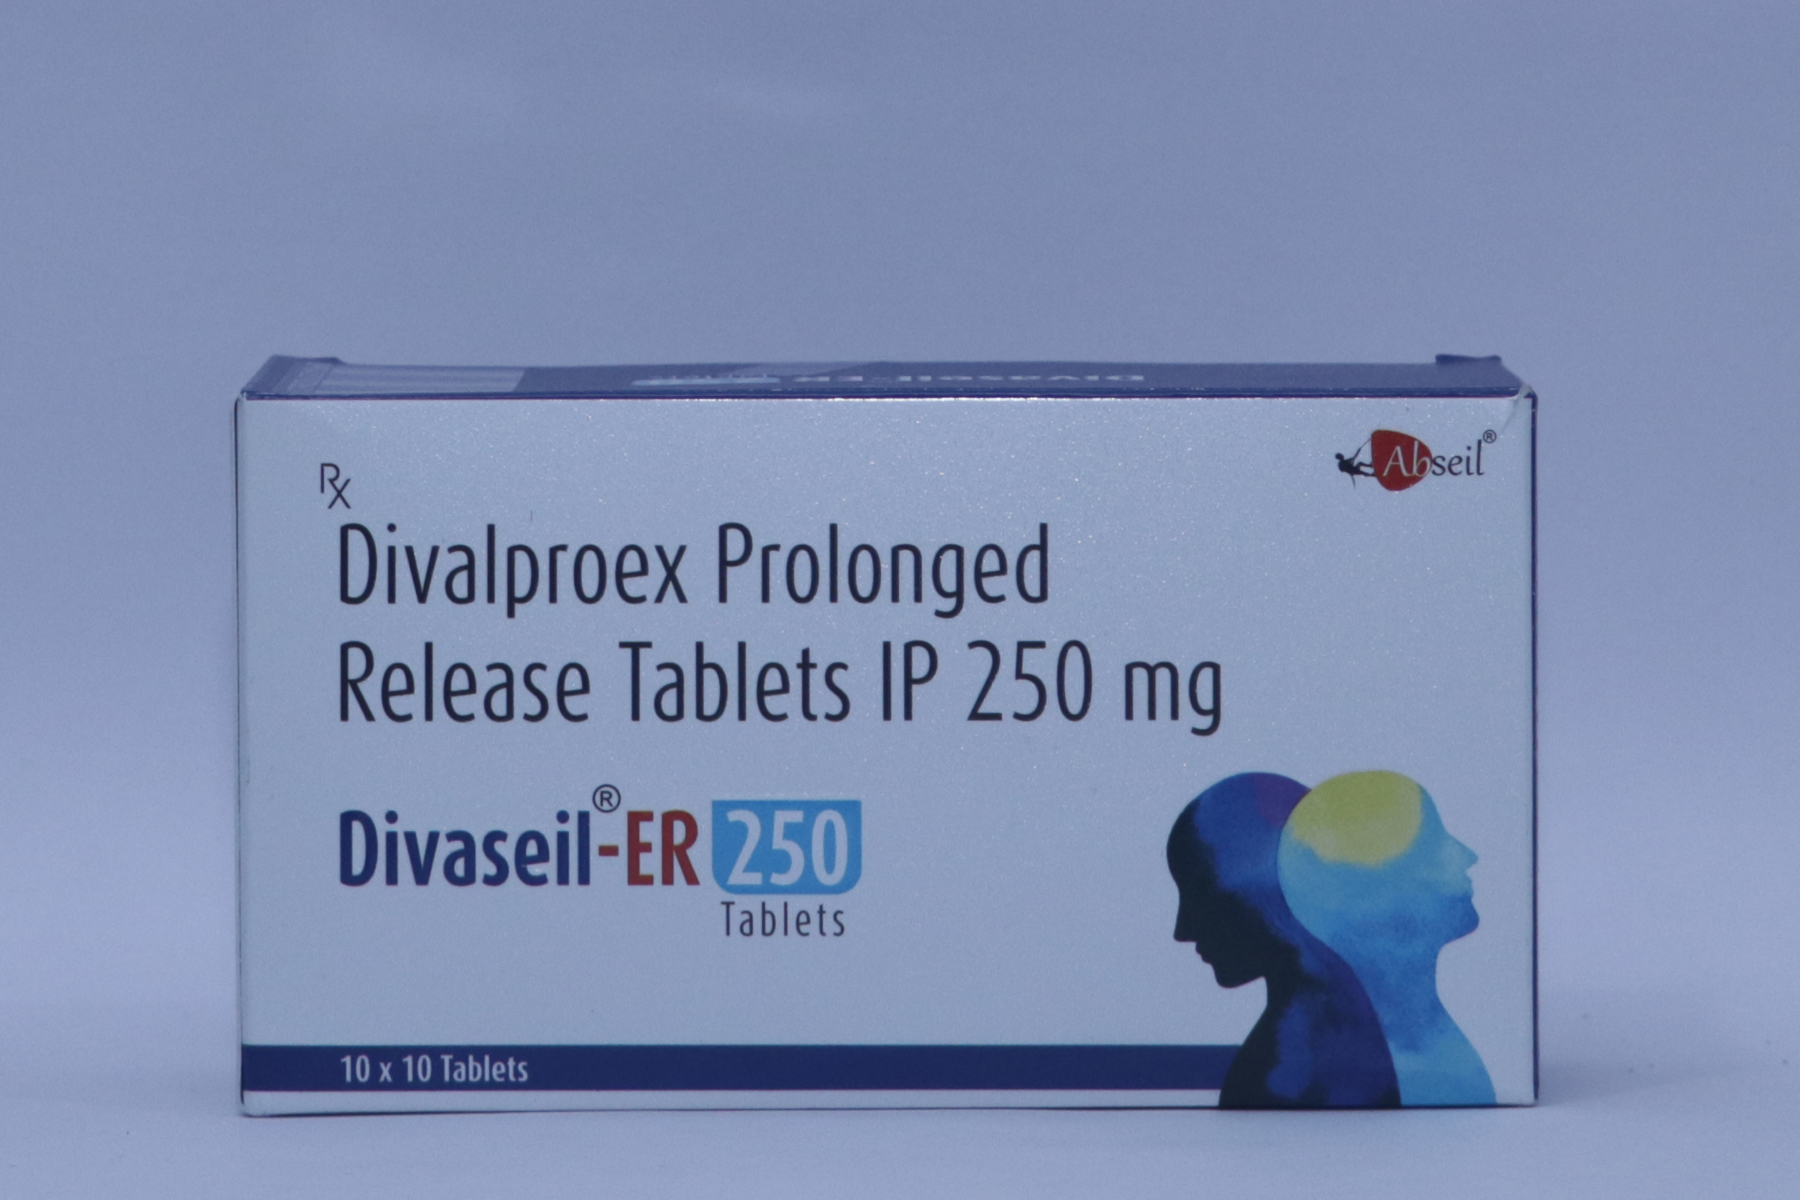 Rx
Abseil®
Divalproex Prolonged
Release Tablets IP 250 mg
Divaseil®-ER 250
Tablets
10 x 10 Tablets